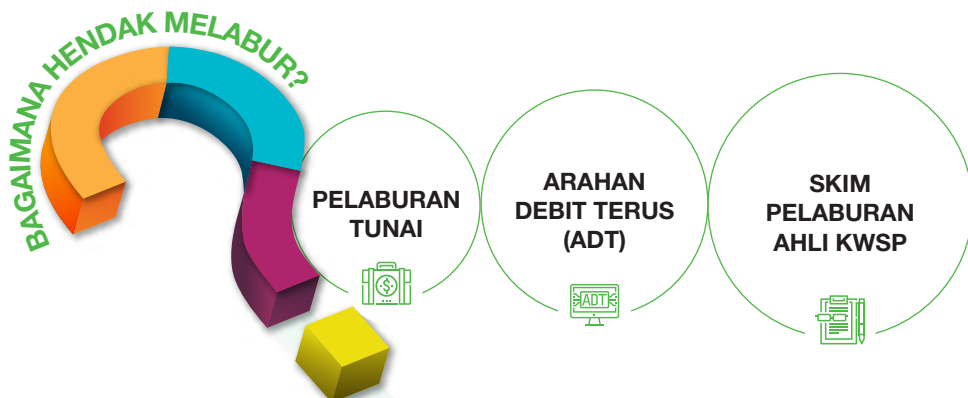 BAGAIMANA HENDAK MELABUR?
PELABURAN
TUNAI
ARAHAN
DEBIT TERUS
(ADT)
ADT
SKIM
PELABURAN
AHLI KWSP